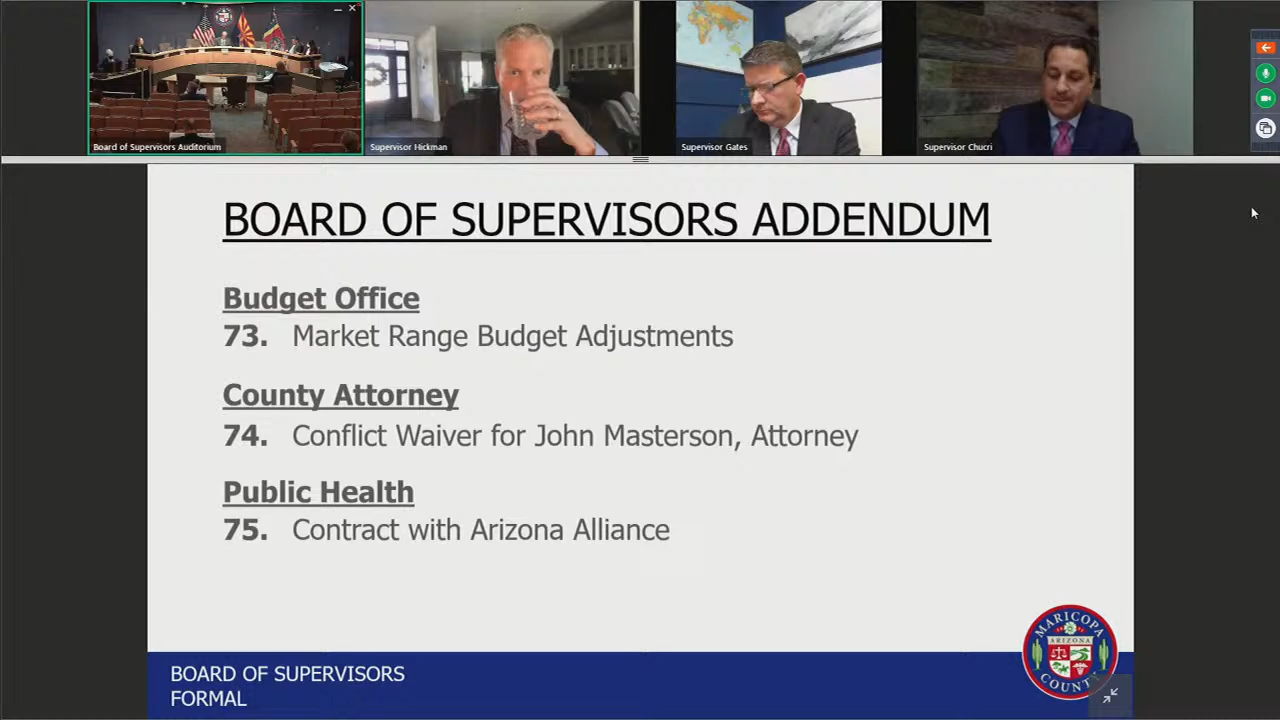 Board of Supervisors Auditorium
Supervisor Hickman
Supervisor Gates
Supervisor Chucri
BOARD OF SUPERVISORS ADDENDUM
Budget Office
73. Market Range Budget Adjustments
County Attorney
74. Conflict Waiver for John Masterson, Attorney
Public Health
75. Contract with Arizona Alliance
MARICOPA
ARIZONA
COUNTY
BOARD OF SUPERVISORS
FORMAL